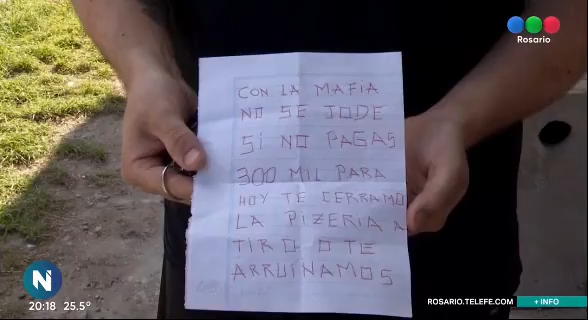 Rosario
CON LA MAFIA
NO SE JODE
SI NO PAGAS
300 MIL PARA
HOY TE CERRAMO
LA PIZERIA A
TIRO O TE
ARRUINAMOS
N
20:18 25.5°
ROSARIO.TELEFE.COM + INFO